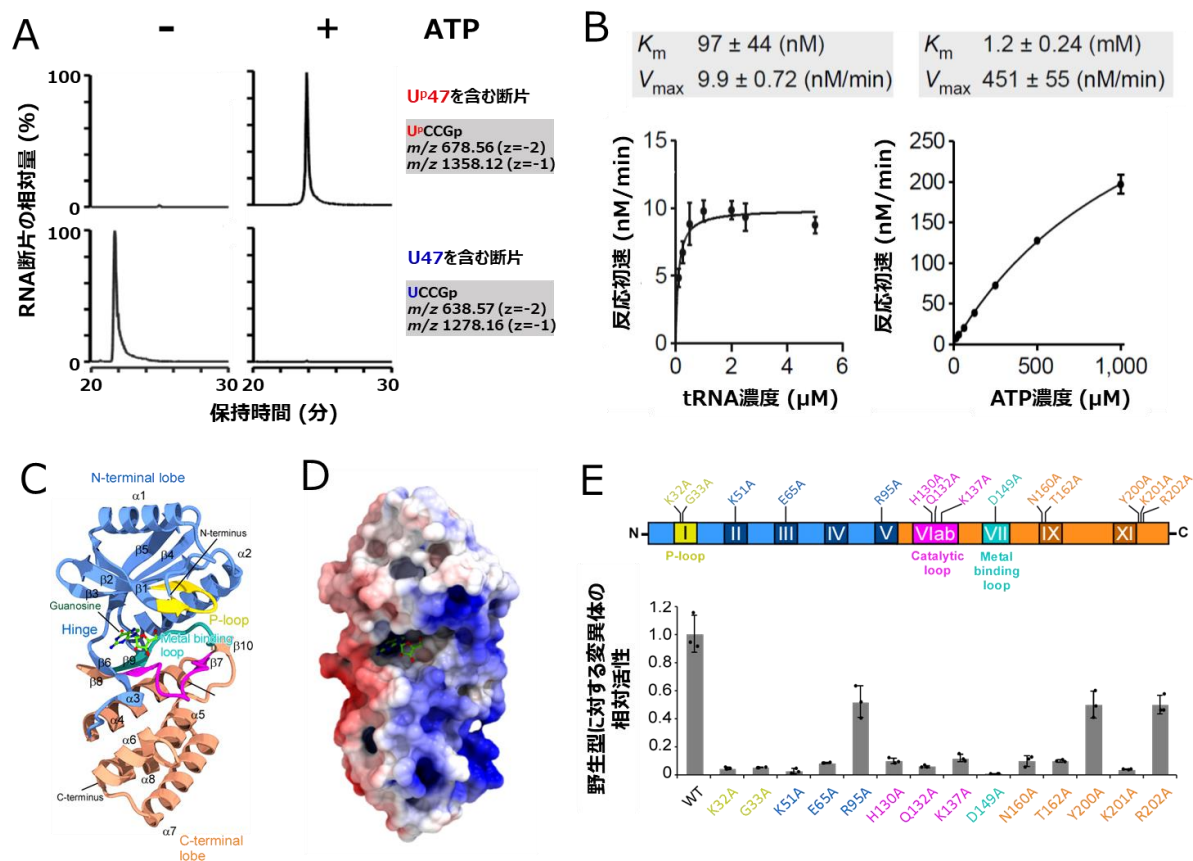 A
-
+
ATP
100
80
60
40
20
0
100
80
60
40
20
0
20
30
20
30
RNA断片の相対量 (%)
保持時間 (分)
Uᵖ47を含む断片
UᵖCCGp
m/z 678.56 (z=-2)
m/z 1358.12 (z=-1)
U47を含む断片
UCCGp
m/z 638.57 (z=-2)
m/z 1278.16 (z=-1)
B
Km 97 ± 44 (nM)
Vmax 9.9 ± 0.72 (nM/min)
Km 1.2 ± 0.24 (mM)
Vmax 451 ± 55 (nM/min)
反応初速 (nM/min)
15
10
5
0
0
2
4
6
tRNA濃度 (µM)
反応初速 (nM/min)
250
200
150
100
50
0
0
500
1,000
ATP濃度 (µM)
C
N-terminal lobe
α1
N-terminus
β5
β4
α2
β2
β1
β3
Guanosine
P-loop
Hinge
Metal binding
loop
β10
β6
β9
β7
β8
α3
α4
α5
α6
α8
C-terminus
α7
C-terminal
lobe
D
E
K32A
G33A
K51A
E65A
R95A
H130A
Q132A
K137A
D149A
N160A
T162A
Y200A
K201A
R202A
N
I
II
III
IV
V
VIab
VII
IX
XI
C
P-loop
Catalytic
loop
Metal
binding
loop
野生型に対する変異体の
相対活性
1.2
1.0
0.8
0.6
0.4
0.2
0
WT
K32A
G33A
K51A
E65A
R95A
H130A
Q132A
K137A
D149A
N160A
T162A
Y200A
K201A
R202A